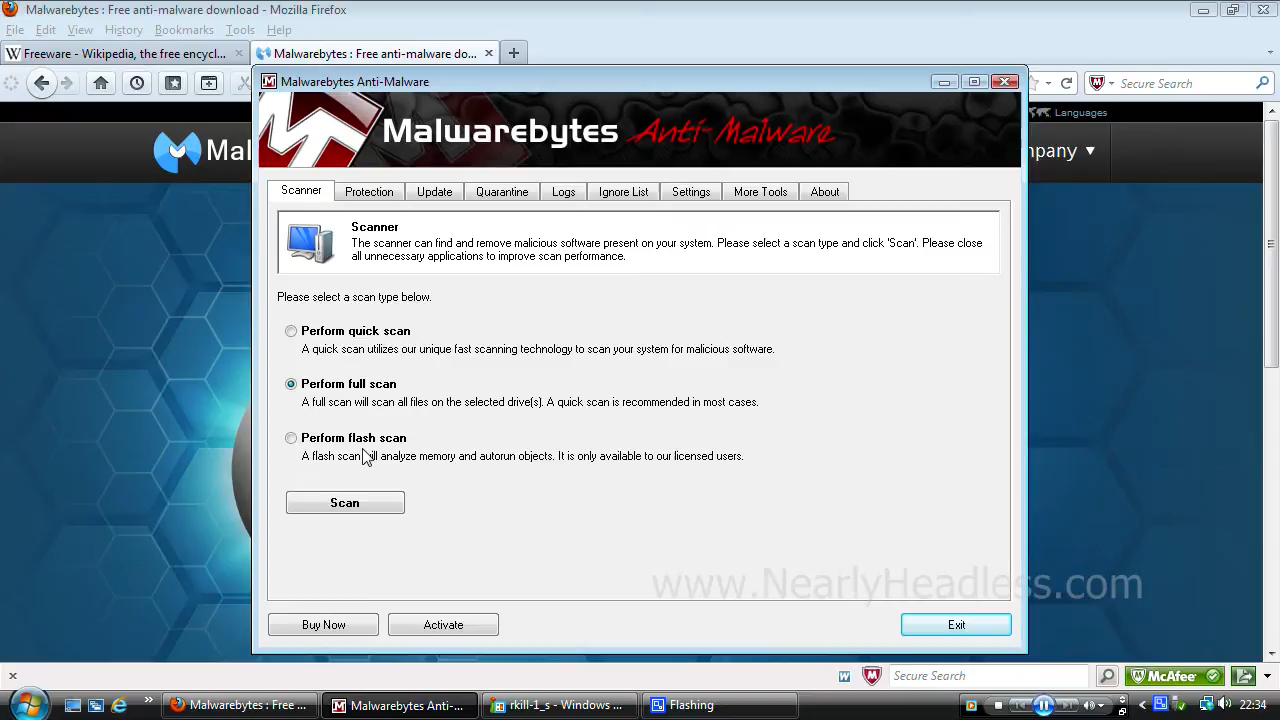 Malwarebytes : Free anti-malware download - Mozilla Firefox
File Edit View History Bookmarks Tools Help
Freeware - Wikipedia, the free encycl...
Malwarebytes : Free anti-malware do...
Secure Search
Malwarebytes Anti-Malware
Languages
Mal
Malwarebytes Anti-Malware
mpany
Scanner Protection Update Quarantine Logs Ignore List Settings More Tools About
Scanner
The scanner can find and remove malicious software present on your system. Please select a scan type and click 'Scan'. Please close
all unnecessary applications to improve scan performance.
Please select a scan type below.
Perform quick scan
A quick scan utilizes our unique fast scanning technology to scan your system for malicious software.
Perform full scan
A full scan will scan all files on the selected drive(s). A quick scan is recommended in most cases.
Perform flash scan
A flash scan will analyze memory and autorun objects. It is only available to our licensed users.
Scan
www.NearlyHeadless.com
Buy Now Activate Exit
Secure Search
McAfee
Malwarebytes : Free ...
Malwarebytes Anti-...
rkill-1_s - Windows ...
Flashing
22:34